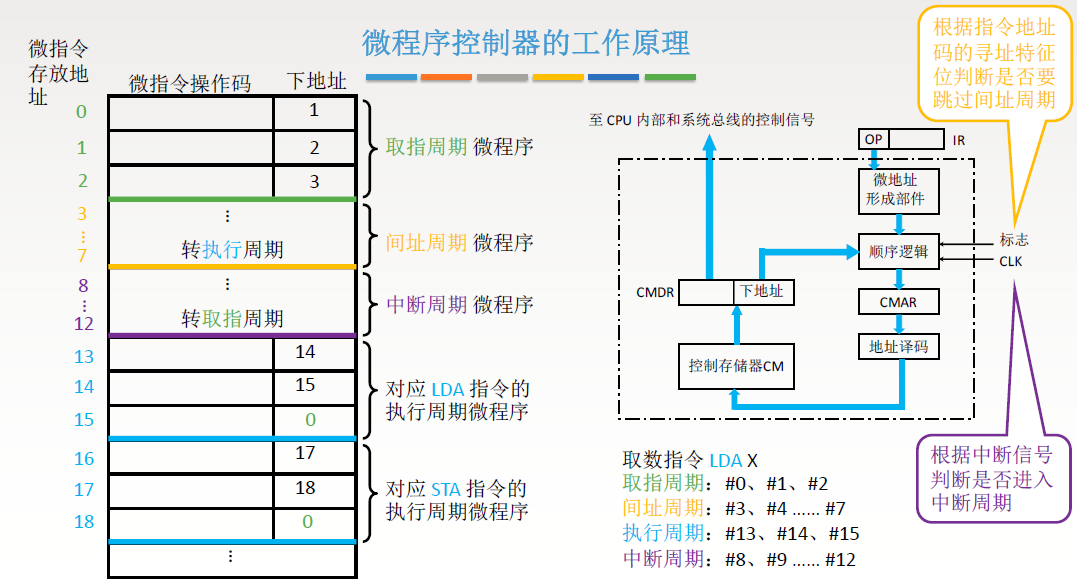 微程序控制器的工作原理
微指令
存放地
址
微指令操作码
下地址
0
1
1
2
2
3
取指周期 微程序
3
⋮
7
⋮
转执行周期
间址周期 微程序
8
⋮
12
⋮
转取指周期
中断周期 微程序
13
14
14
15
15
0
对应 LDA 指令的
执行周期微程序
16
17
17
18
18
0
对应 STA 指令的
执行周期微程序
⋮
至 CPU 内部和系统总线的控制信号
OP
IR
微地址
形成部件
顺序逻辑
标志
CLK
CMDR
下地址
CMAR
控制存储器CM
地址译码
根据指令地址
码的寻址特征
位判断是否要
跳过间址周期
根据中断信号
判断是否进入
中断周期
取数指令 LDA X
取指周期：#0、#1、#2
间址周期：#3、#4 …… #7
执行周期：#13、#14、#15
中断周期：#8、#9 …… #12